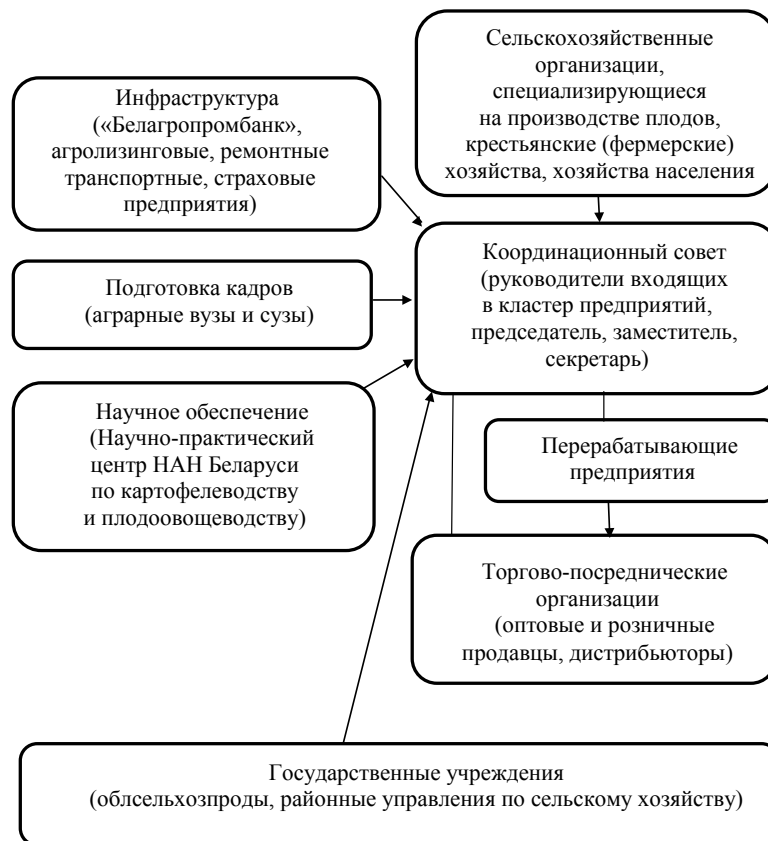 Сельскохозяйственные
организации,
специализирующиеся
на производстве плодов,
крестьянские (фермерские)
хозяйства, хозяйства населения
Инфраструктура
(«Белагропромбанк»,
агролизинговые, ремонтные
транспортные, страховые
предприятия)
Координационный совет
(руководители входящих
в кластер предприятий,
председатель, заместитель,
секретарь)
Подготовка кадров
(аграрные вузы и сузы)
Научное обеспечение
(Научно-практический
центр НАН Беларуси
по картофелеводству
и плодоовощеводству)
Перерабатывающие
предприятия
Торгово-посреднические
организации
(оптовые и розничные
продавцы, дистрибьюторы)
Государственные учреждения
(облсельхозпроды, районные управления по сельскому хозяйству)